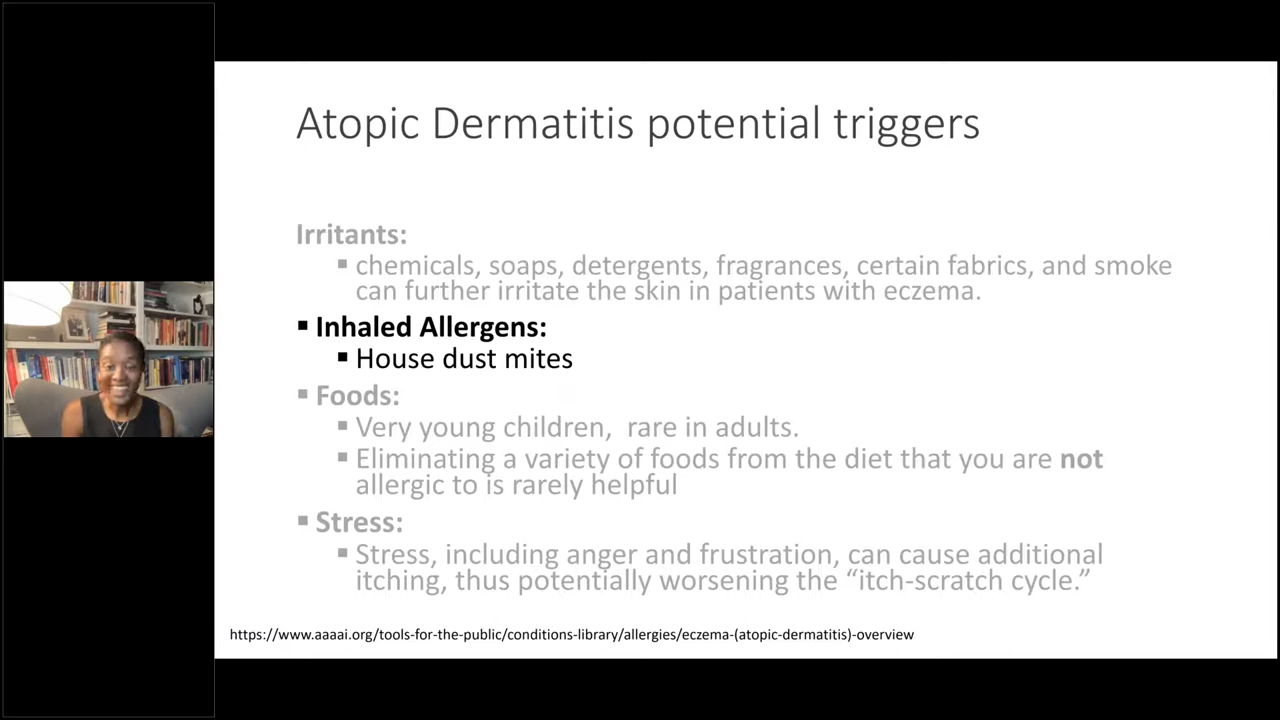 Atopic Dermatitis potential triggers
Irritants:
▪ chemicals, soaps, detergents, fragrances, certain fabrics, and smoke
can further irritate the skin in patients with eczema.
▪ Inhaled Allergens:
▪ House dust mites
▪ Foods:
▪ Very young children,  rare in adults.
▪ Eliminating a variety of foods from the diet that you are not
allergic to is rarely helpful
▪ Stress:
▪ Stress, including anger and frustration, can cause additional
itching, thus potentially worsening the “itch-scratch cycle.”
https://www.aaaai.org/tools-for-the-public/conditions-library/allergies/eczema-(atopic-dermatitis)-overview